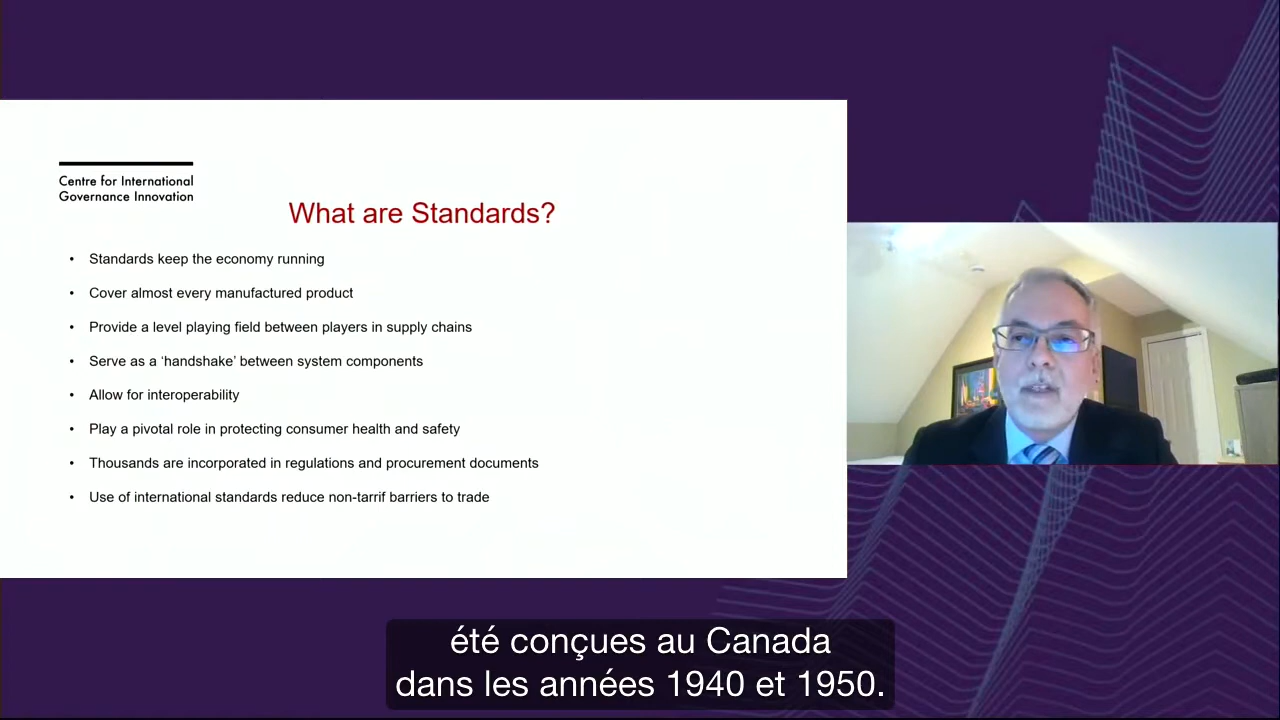 Centre for International
Governance Innovation
What are Standards?
• Standards keep the economy running
• Cover almost every manufactured product
• Provide a level playing field between players in supply chains
• Serve as a ‘handshake’ between system components
• Allow for interoperability
• Play a pivotal role in protecting consumer health and safety
• Thousands are incorporated in regulations and procurement documents
• Use of international standards reduce non-tarrif barriers to trade
été conçues au Canada
dans les années 1940 et 1950.